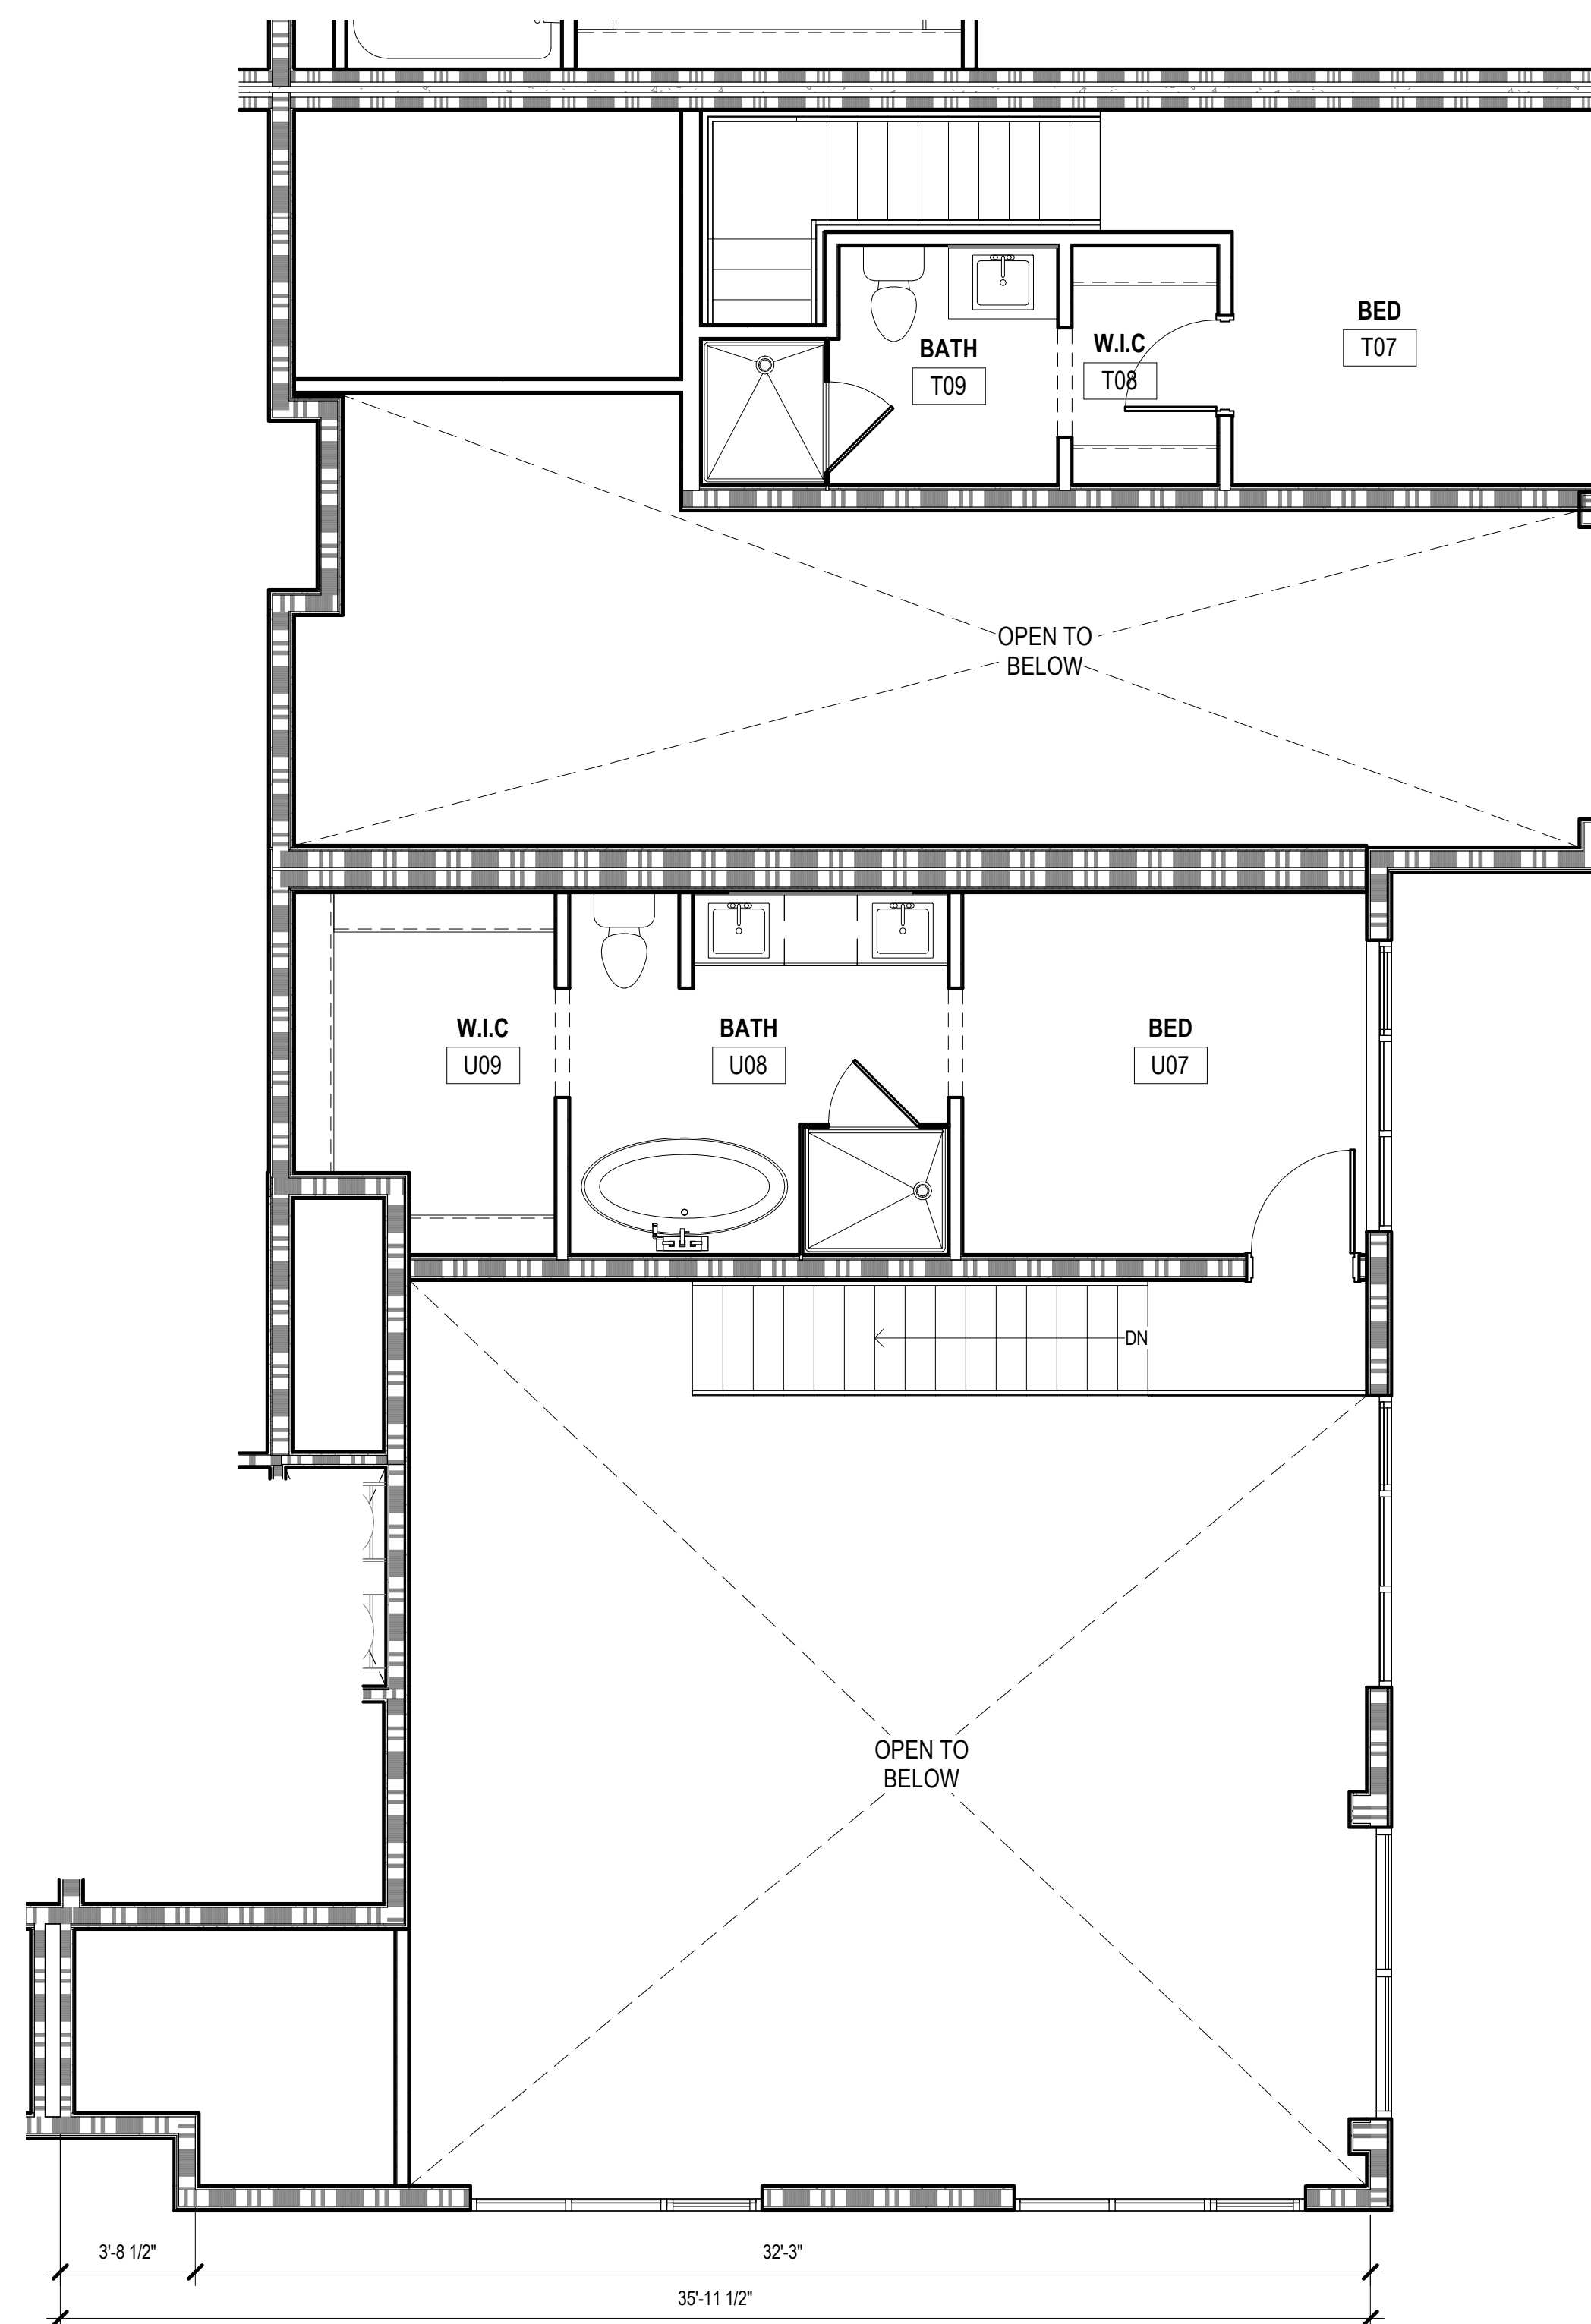 BED
T07
W.I.C
T08
BATH
T09
OPEN TO
BELOW
W.I.C
U09
BATH
U08
BED
U07
DN
OPEN TO
BELOW
3'-8 1/2"
32'-3"
35'-11 1/2"